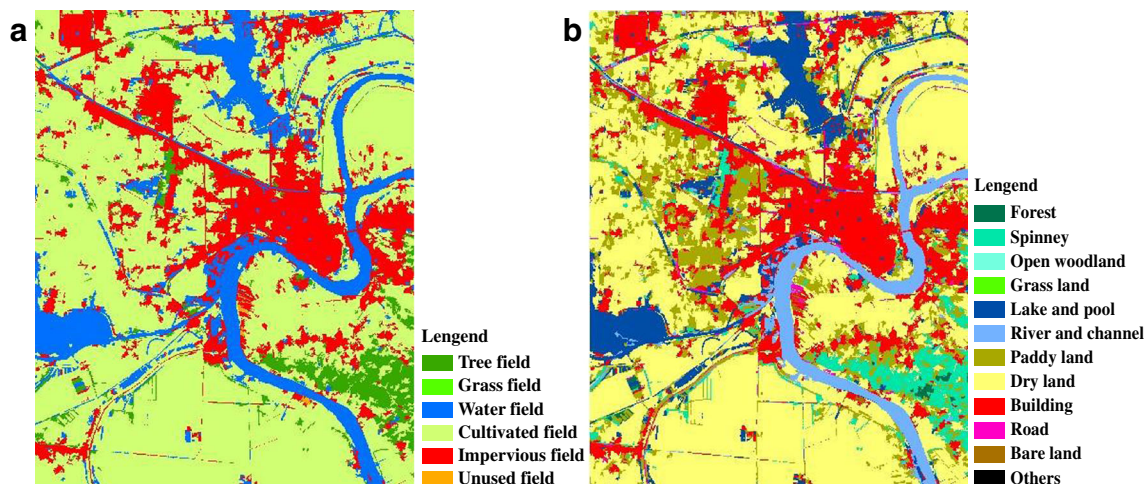 a
Lengend
Tree field
Grass field
Water field
Cultivated field
Impervious field
Unused field
b
Lengend
Forest
Spinney
Open woodland
Grass land
Lake and pool
River and channel
Paddy land
Dry land
Building
Road
Bare land
Others